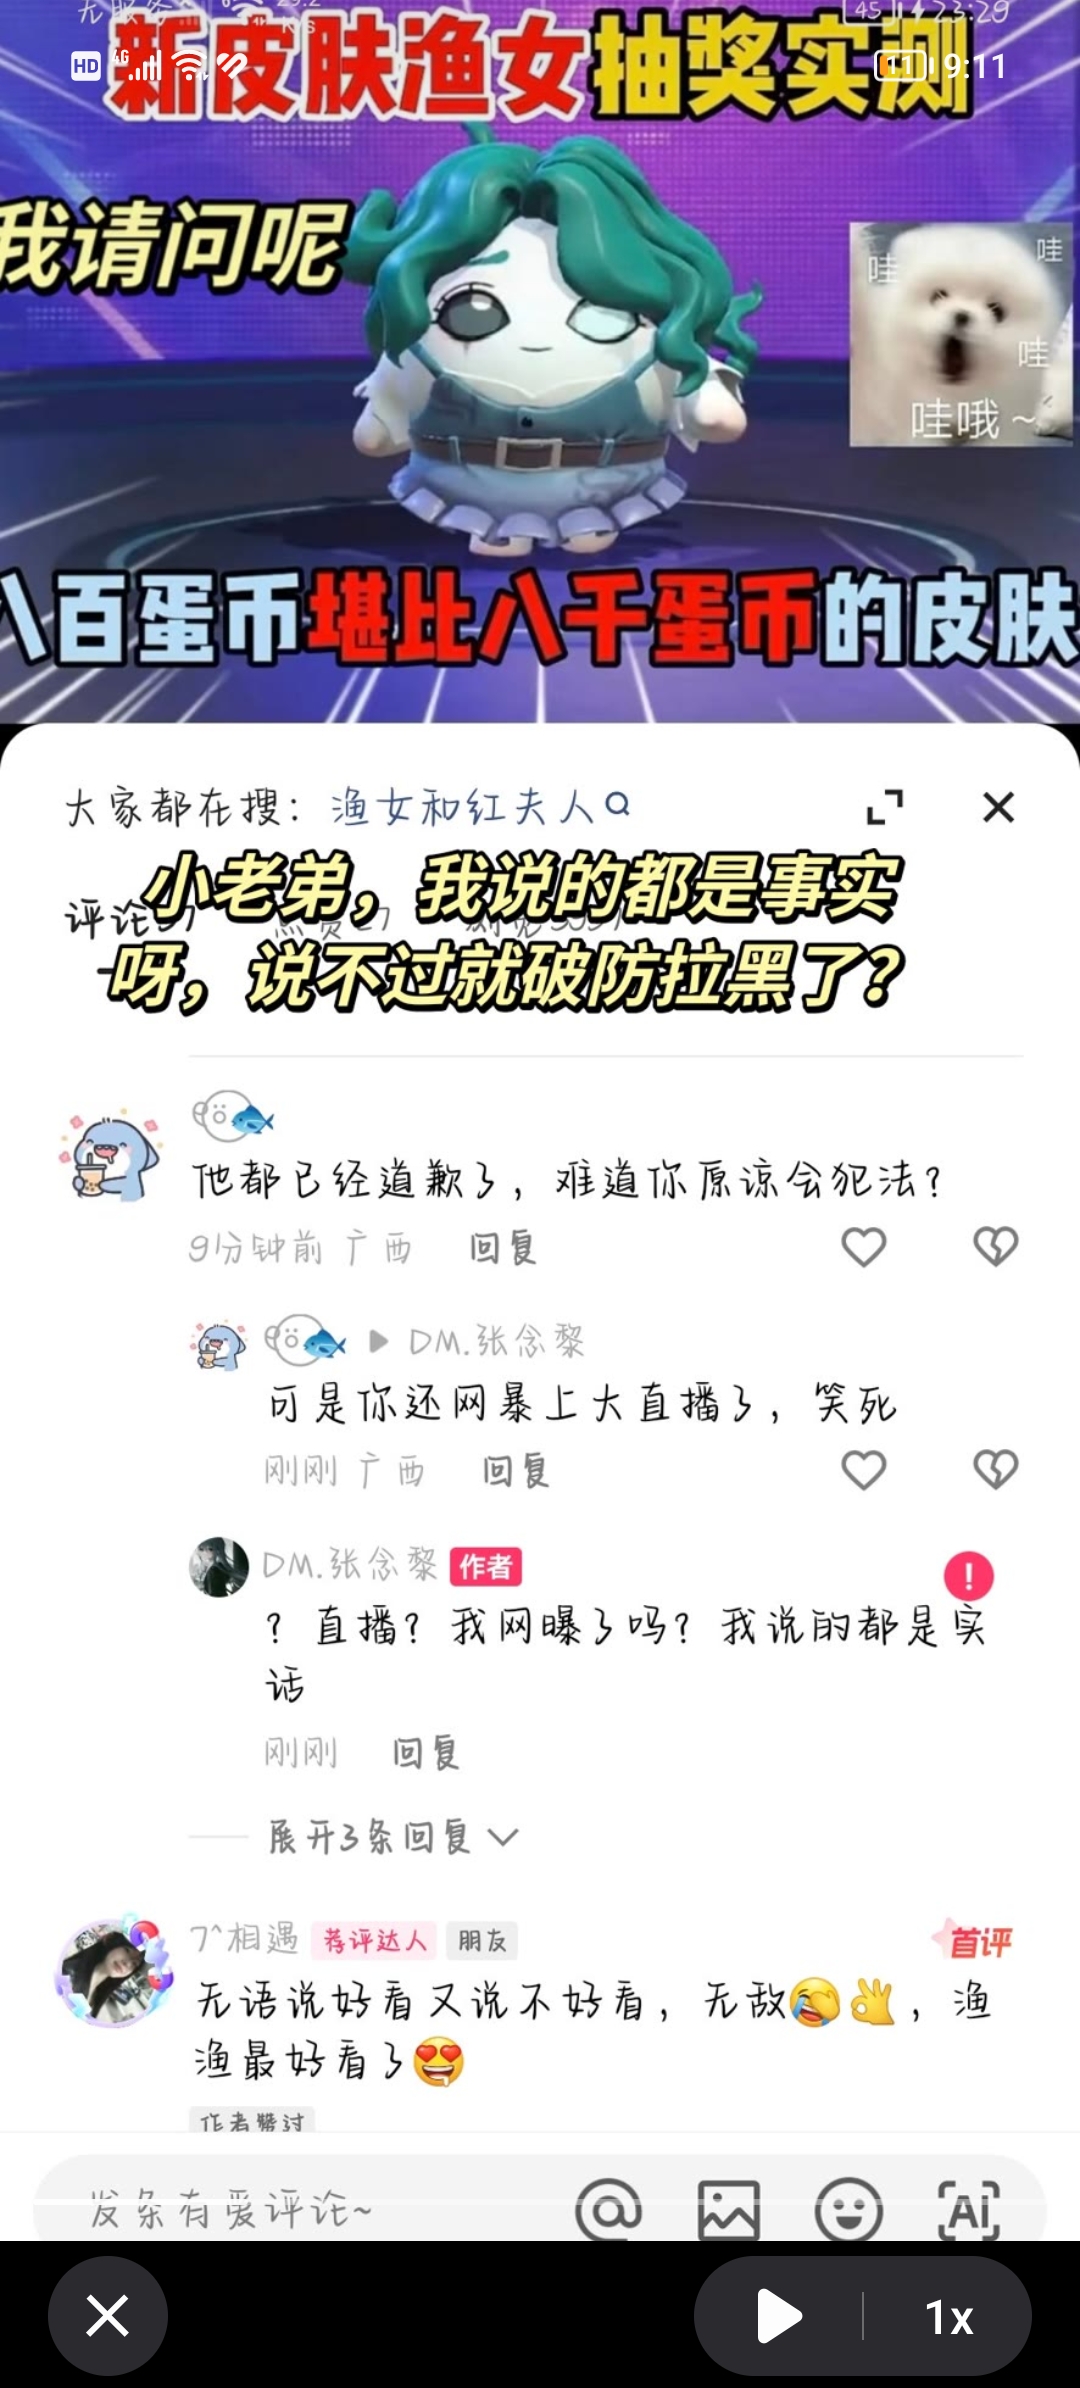 45 23:29
HD 4G 11 9:11
新皮肤渔女抽奖实测
我请问呢
哇 哇
哇
哇哦~
八百蛋币堪比八千蛋币的皮肤
大家都在搜：渔女和红夫人
小老弟，我说的都是事实
评论
呀，说不过就破防拉黑了？
他都已经道歉了，难道你原谅会犯法？
9分钟前 广西 回复
DM.张念黎
可是你还网暴上大直播了，笑死
刚刚 广西 回复
DM.张念黎 作者
？直播？我网曝了吗？我说的都是实
话
刚刚 回复
展开3条回复
7^相遇 荐评达人 朋友 首评
无语说好看又说不好看，无敌🤣👌，渔
渔最好看了🤤
作者赞过
发条有爱评论~ AI
1x